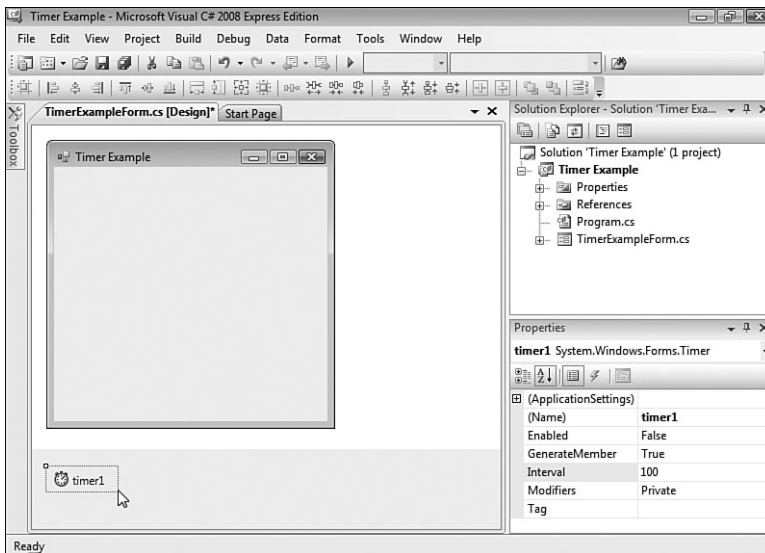 Timer Example - Microsoft Visual C# 2008 Express Edition
File Edit View Project Build Debug Data Format Tools Window Help
Toolbox
TimerExampleForm.cs [Design]* Start Page
Timer Example
timer1
Solution Explorer - Solution 'Timer Exa...
Solution 'Timer Example' (1 project)
Timer Example
Properties
References
Program.cs
TimerExampleForm.cs
Properties
timer1 System.Windows.Forms.Timer
(ApplicationSettings)
(Name) timer1
Enabled False
GenerateMember True
Interval 100
Modifiers Private
Tag
Ready